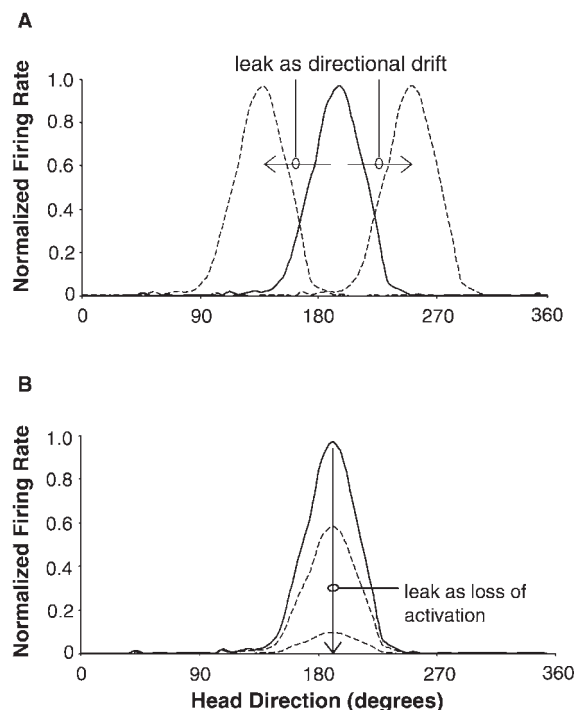 A
leak as directional drift
Normalized Firing Rate
1.0
0.8
0.6
0.4
0.2
0
0 90 180 270 360
B
Normalized Firing Rate
1.0
0.8
0.6
0.4
0.2
0
leak as loss of
activation
0 90 180 270 360
Head Direction (degrees)